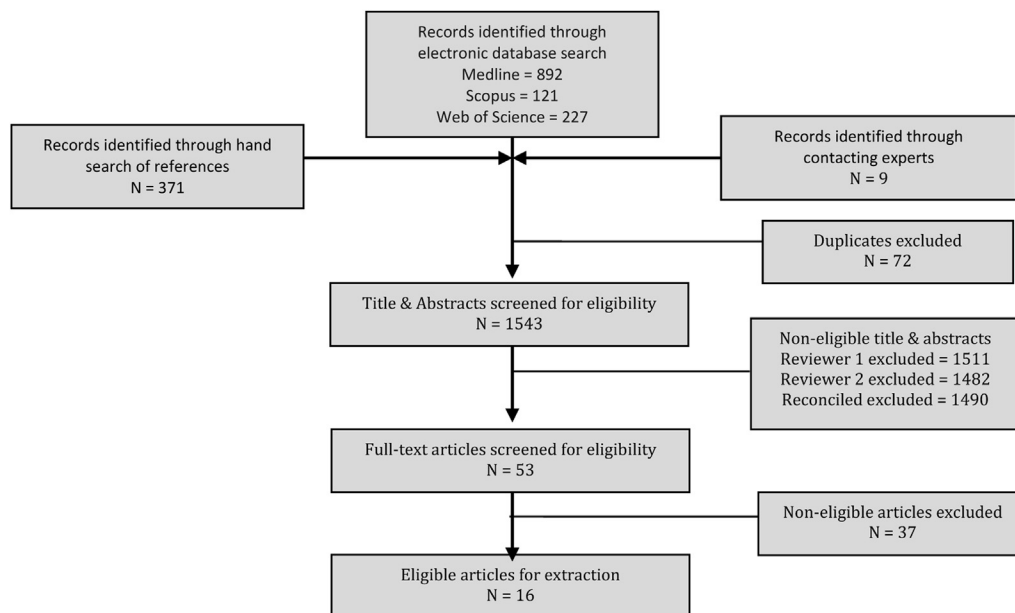 Records identified through
electronic database search
Medline = 892
Scopus = 121
Web of Science = 227
Records identified through hand
search of references
N = 371
Records identified through
contacting experts
N = 9
Duplicates excluded
N = 72
Title & Abstracts screened for eligibility
N = 1543
Non-eligible title & abstracts
Reviewer 1 excluded = 1511
Reviewer 2 excluded = 1482
Reconciled excluded = 1490
Full-text articles screened for eligibility
N = 53
Non-eligible articles excluded
N = 37
Eligible articles for extraction
N = 16